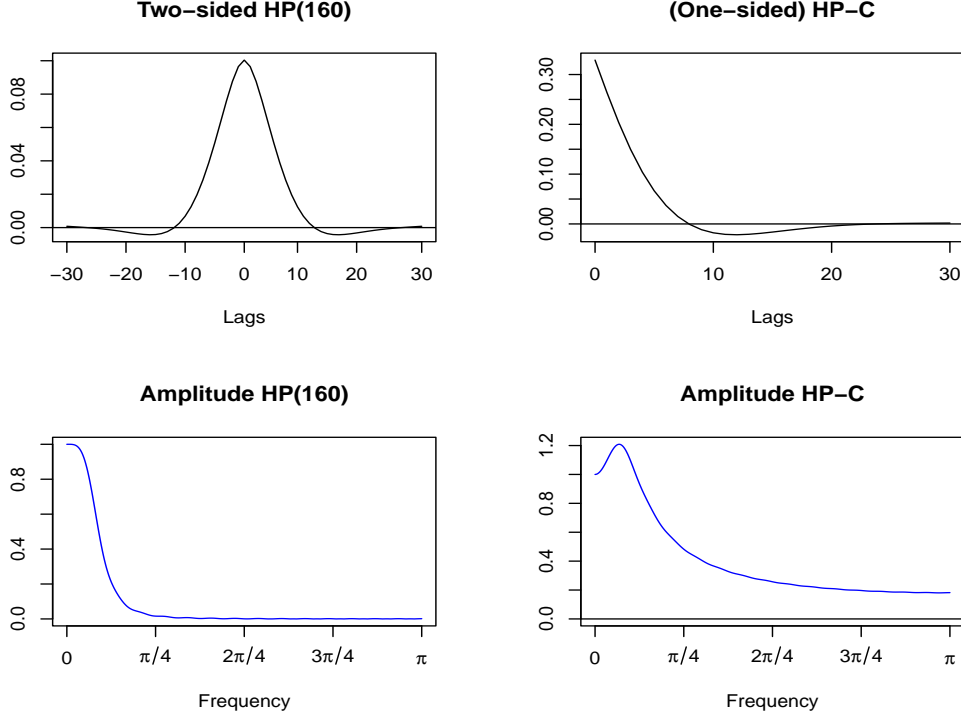 Two−sided HP(160)
0.00 0.04 0.08
−30 −20 −10 0 10 20 30
Lags
(One−sided) HP−C
0.00 0.10 0.20 0.30
0 10 20 30
Lags
Amplitude HP(160)
0.0 0.4 0.8
0 π/4 2π/4 3π/4 π
Frequency
Amplitude HP−C
0.0 0.4 0.8 1.2
0 π/4 2π/4 3π/4 π
Frequency